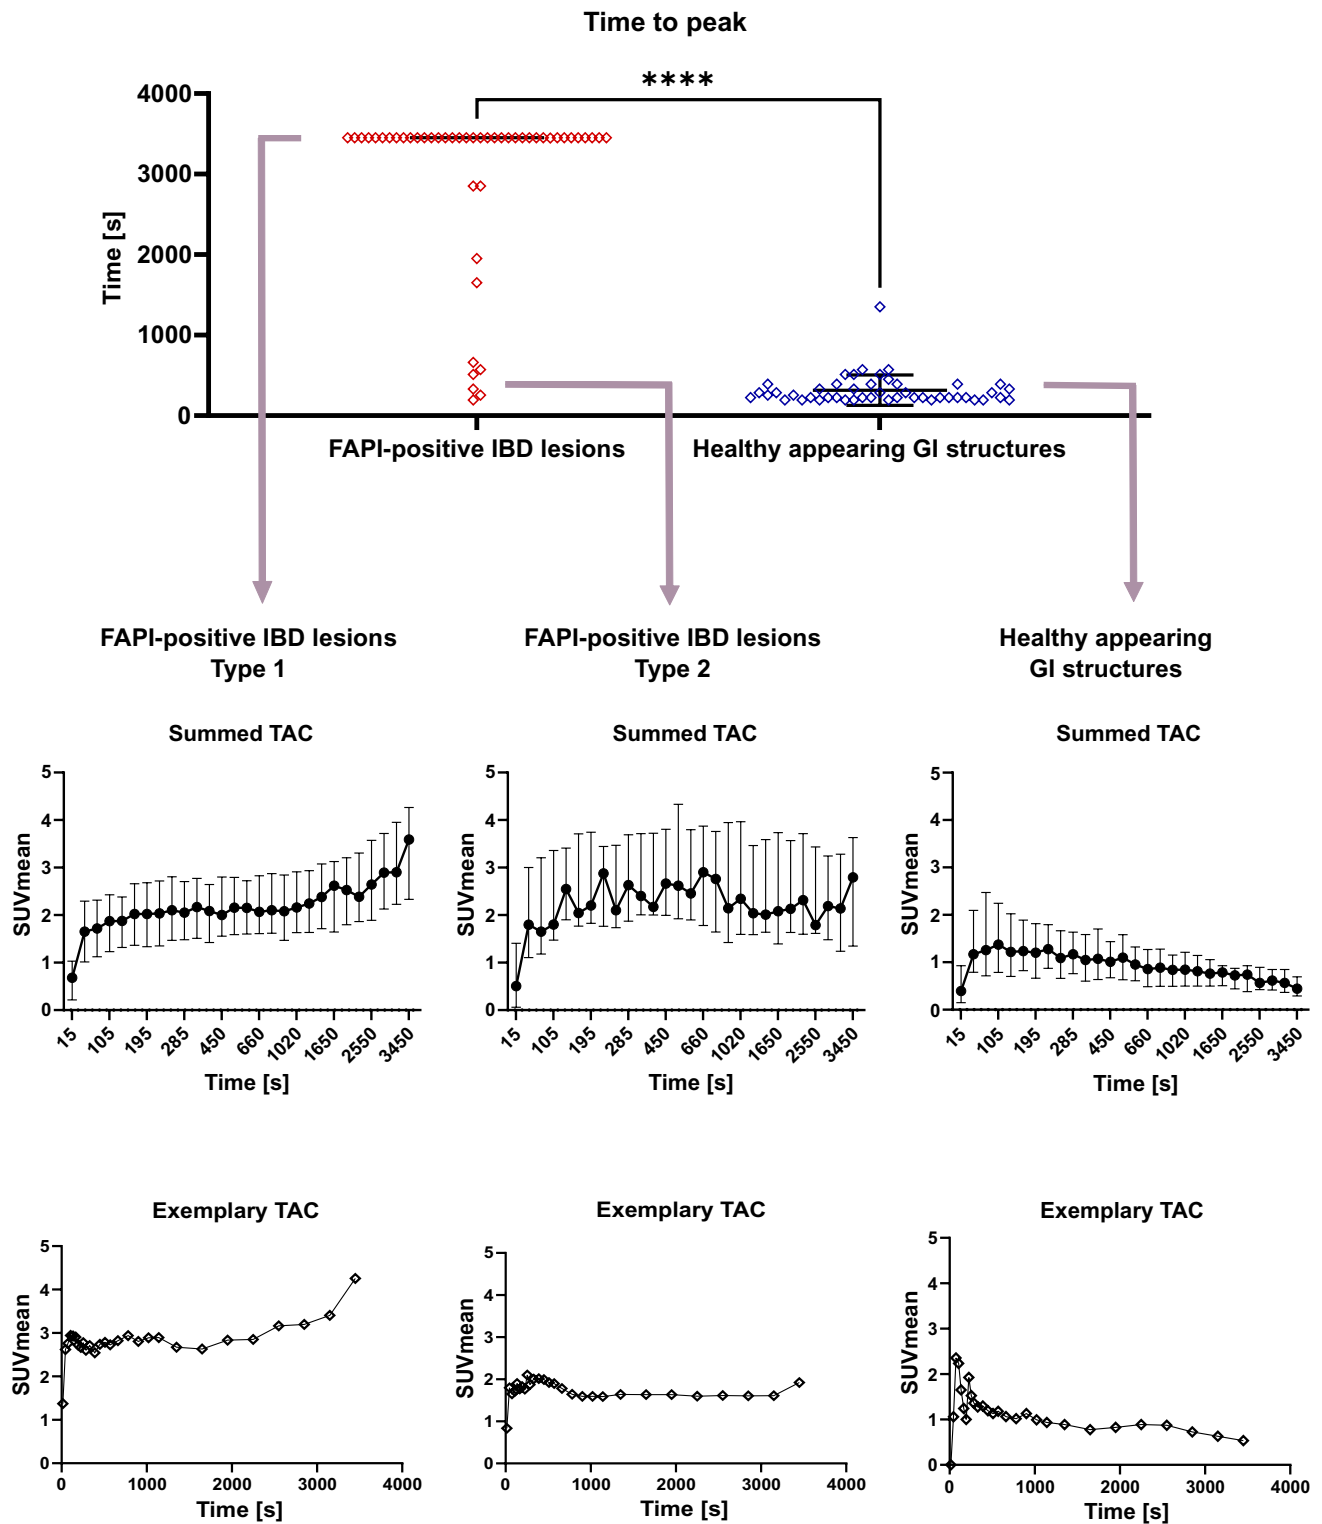 Time to peak
****
4000
3000
2000
1000
0
Time [s]
FAPI-positive IBD lesions
Healthy appearing GI structures
FAPI-positive IBD lesions
Type 1
FAPI-positive IBD lesions
Type 2
Healthy appearing
GI structures
Summed TAC
5
4
3
2
1
0
SUVmean
15 105 195 285 450 660 1020 1650 2550 3450
Time [s]
Summed TAC
5
4
3
2
1
0
SUVmean
15 105 195 285 450 660 1020 1650 2550 3450
Time [s]
Summed TAC
5
4
3
2
1
0
SUVmean
15 105 195 285 450 660 1020 1650 2550 3450
Time [s]
Exemplary TAC
5
4
3
2
1
0
SUVmean
0 1000 2000 3000 4000
Time [s]
Exemplary TAC
5
4
3
2
1
0
SUVmean
0 1000 2000 3000 4000
Time [s]
Exemplary TAC
5
4
3
2
1
0
SUVmean
0 1000 2000 3000 4000
Time [s]